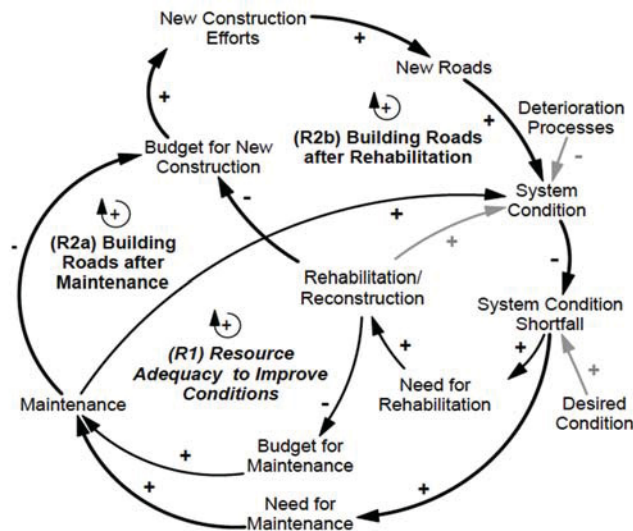 New Construction
Efforts
+
New Roads
+
+
Deterioration
Processes
-
(R2b) Building Roads
after Rehabilitation
+
Budget for New
Construction
System
Condition
-
+
+
-
+
(R2a) Building
Roads after
Maintenance
-
Rehabilitation/
Reconstruction
System Condition
Shortfall
+
(R1) Resource
Adequacy to Improve
Conditions
+
+
+
Need for
Rehabilitation
Maintenance
-
Desired
Condition
Budget for
Maintenance
+
+
+
Need for
Maintenance